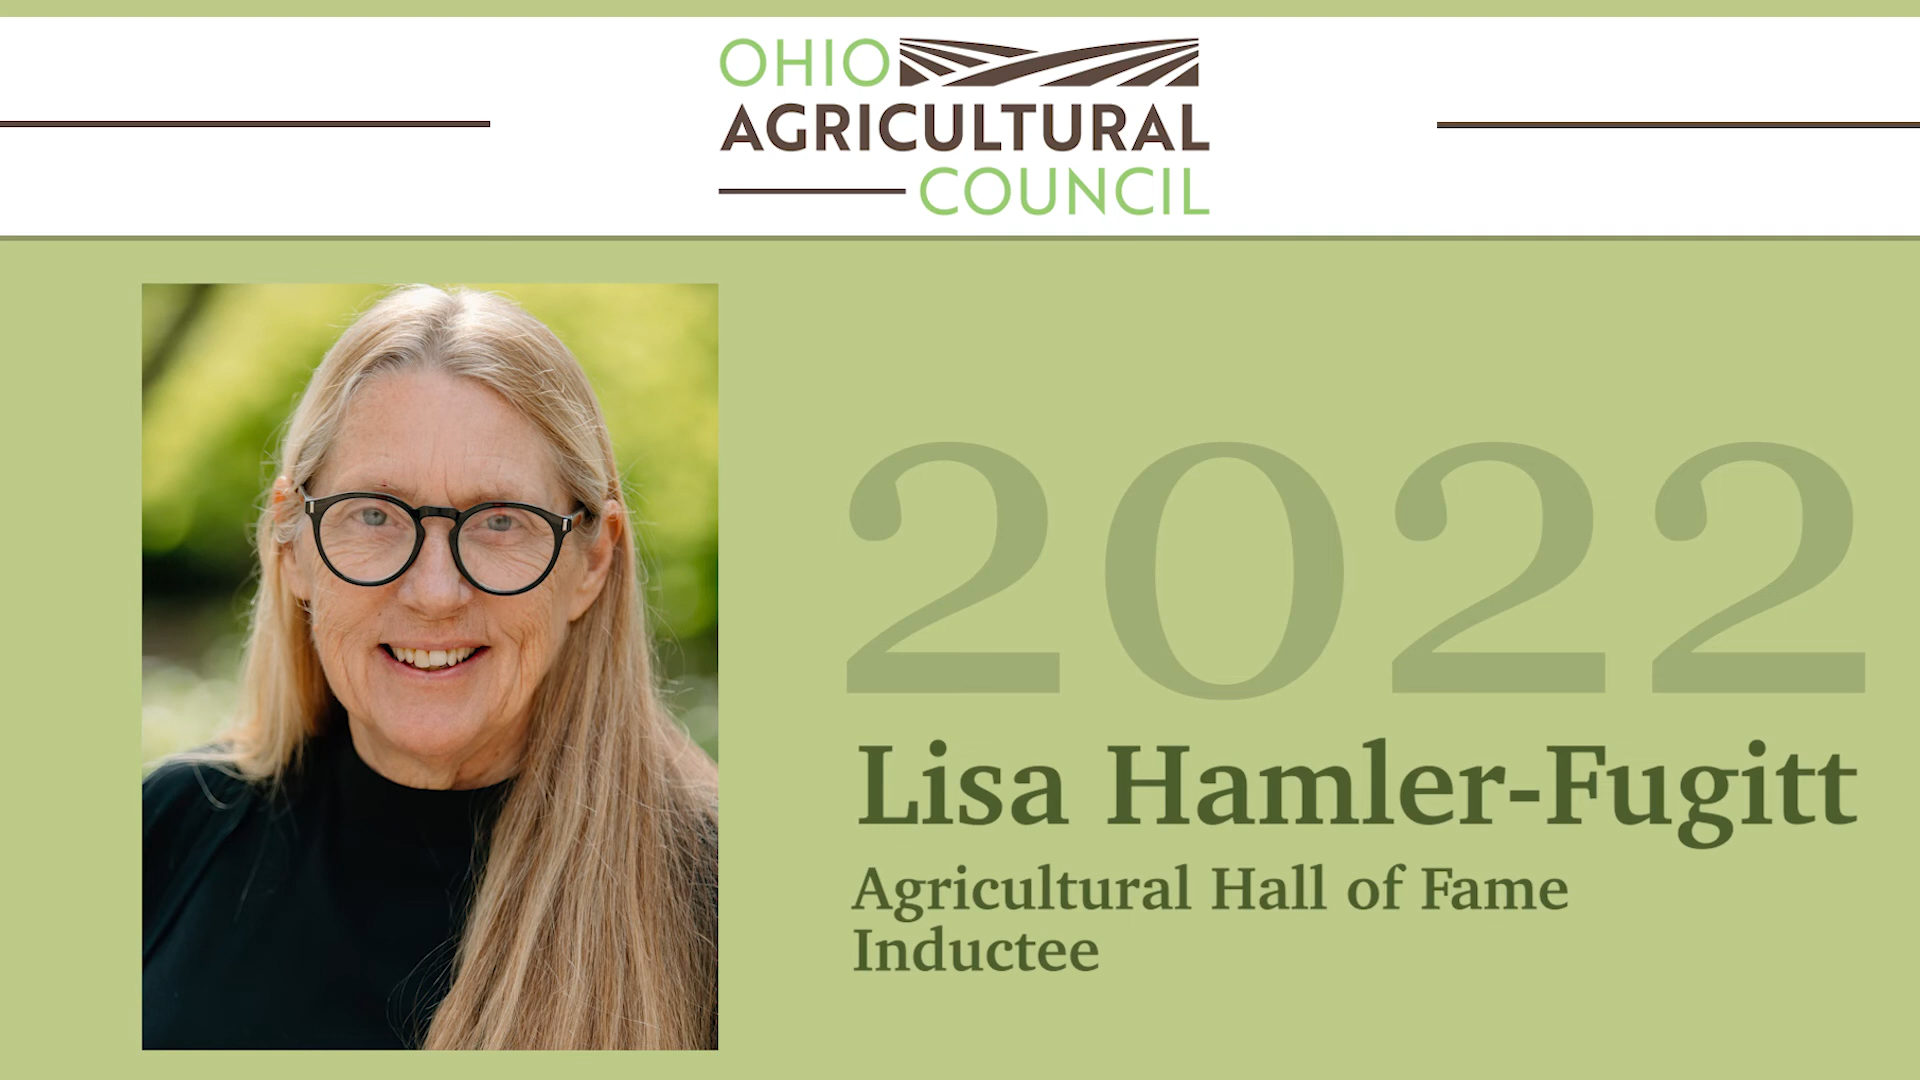 OHIO
AGRICULTURAL
COUNCIL
2022
Lisa Hamler-Fugitt
Agricultural Hall of Fame
Inductee